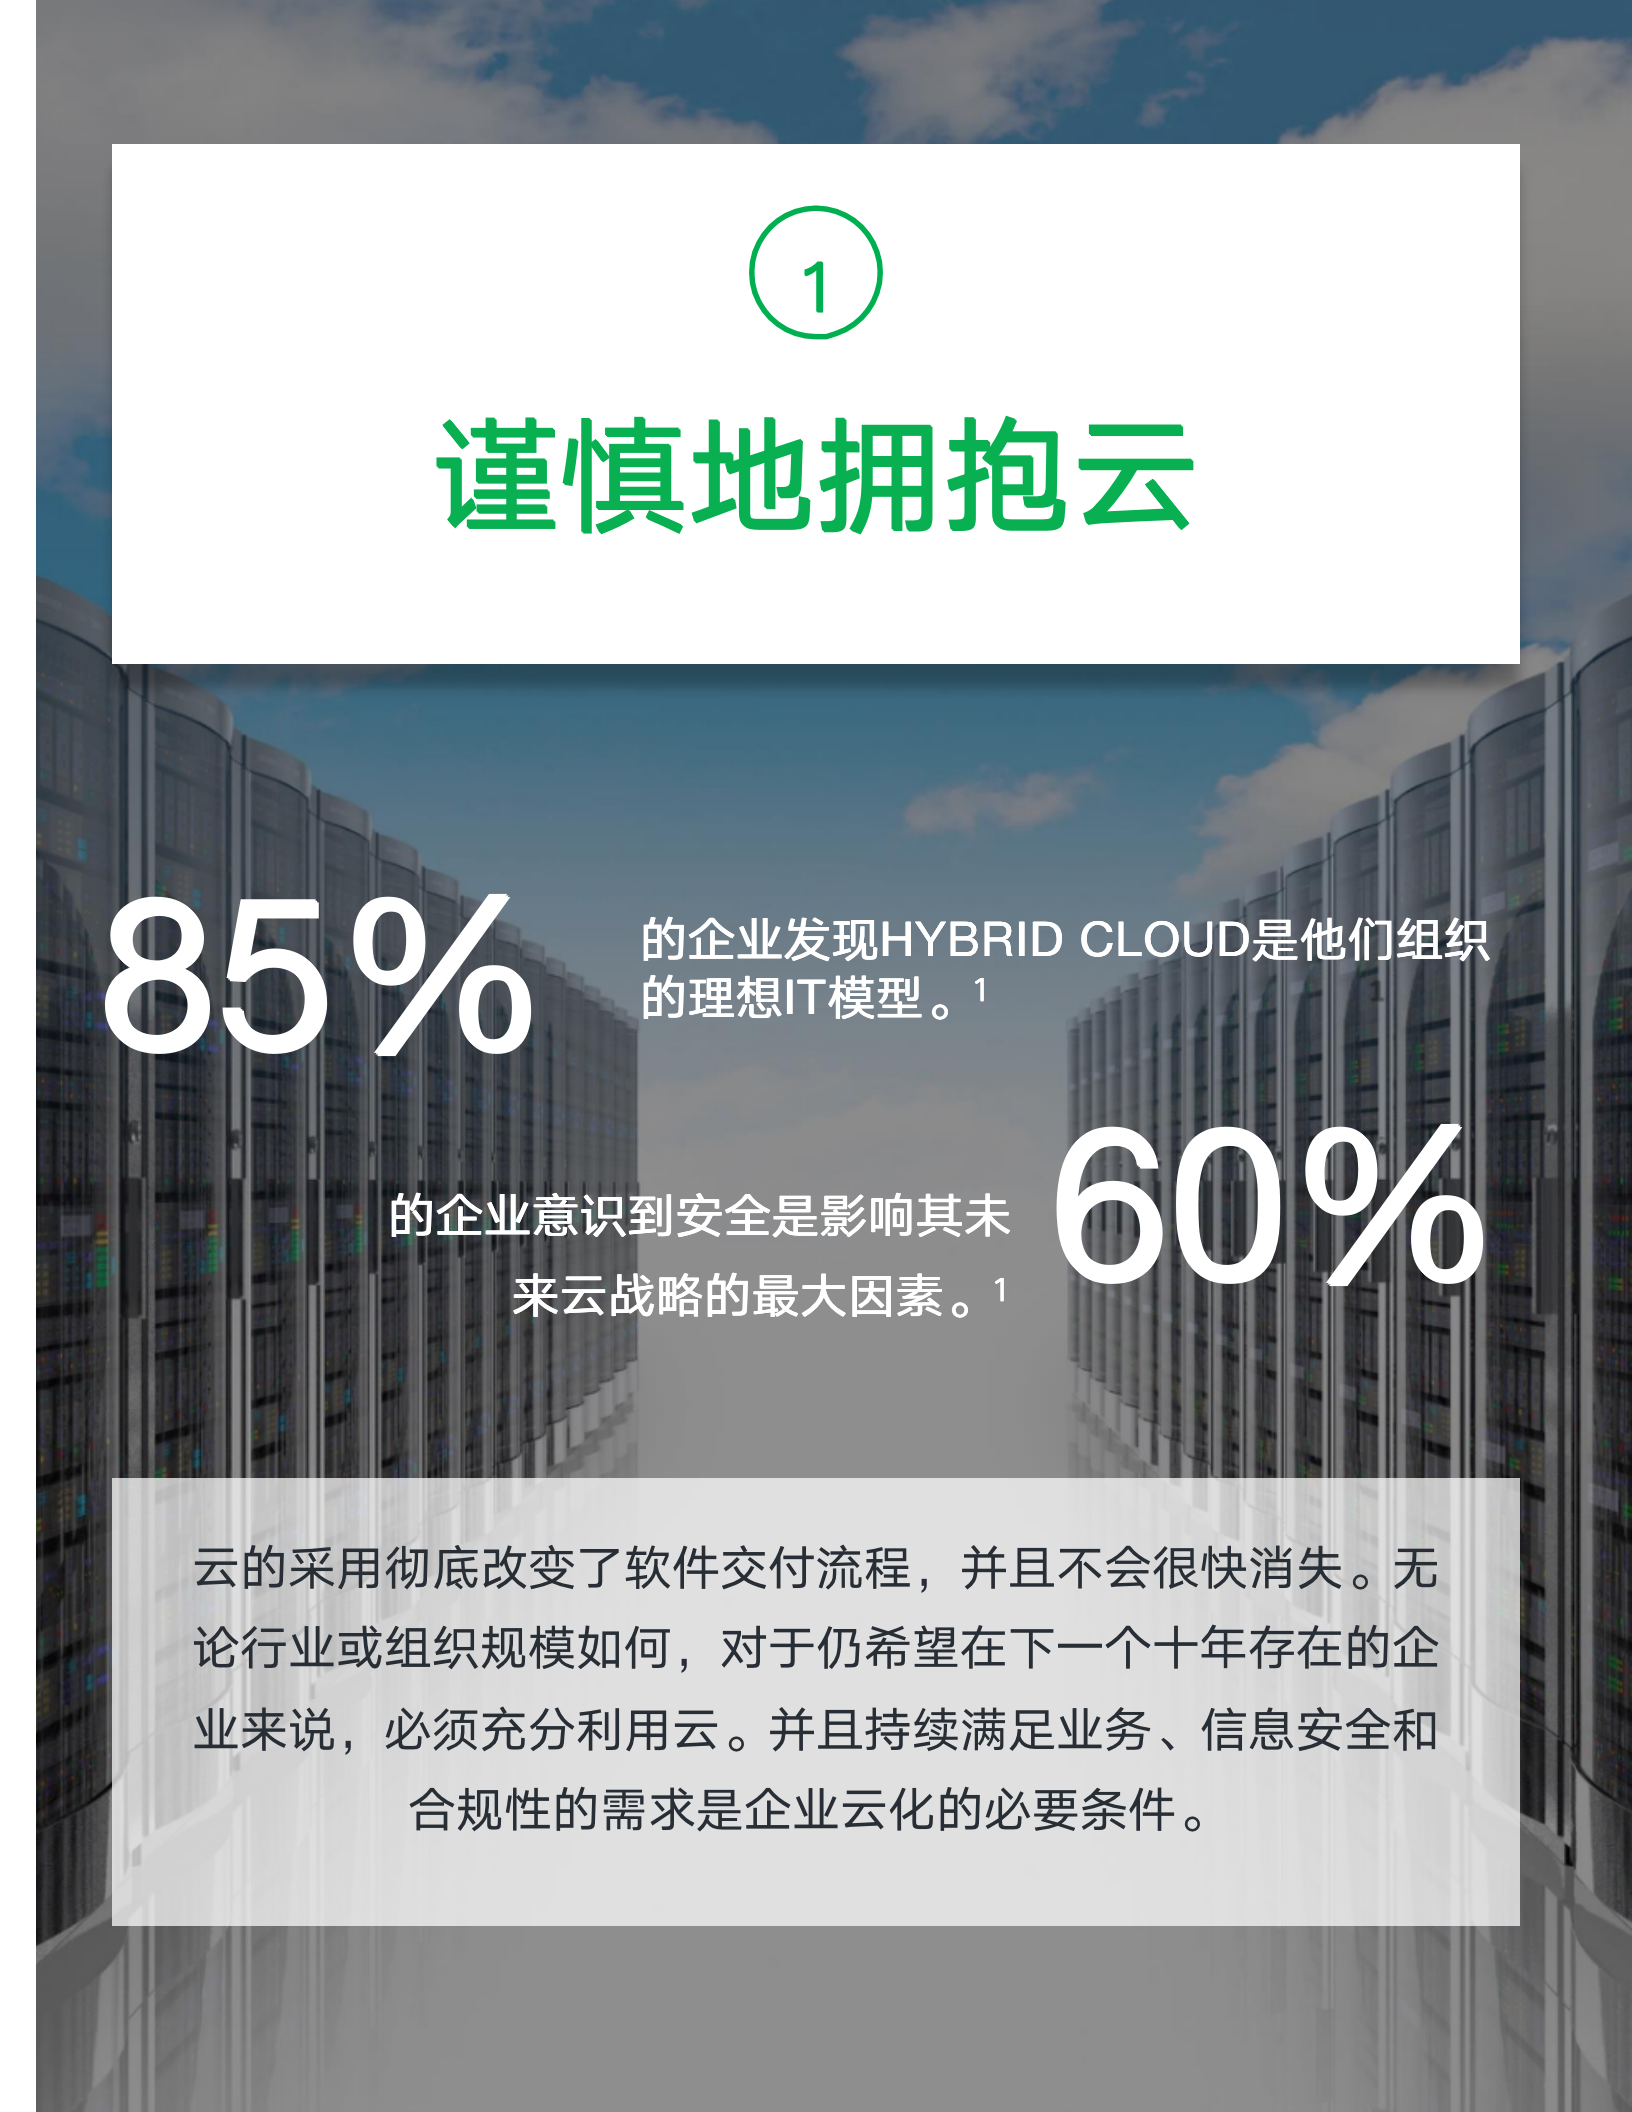 1
谨慎地拥抱云
85%
的企业发现HYBRID CLOUD是他们组织
的理想IT模型。1
的企业意识到安全是影响其未
来云战略的最大因素。1
60%
云的采用彻底改变了软件交付流程，并且不会很快消失。无
论行业或组织规模如何，对于仍希望在下一个十年存在的企
业来说，必须充分利用云。并且持续满足业务、信息安全和
合规性的需求是企业云化的必要条件。